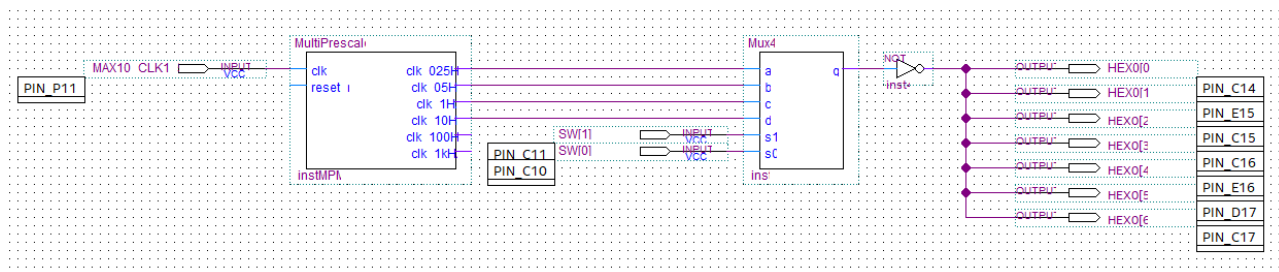 MultiPrescal
Mux4
MAX10_CLK1
INPUT
VCC
PIN_P11
clk
reset
clk_025H
clk_05H
clk_1H
clk_10H
clk_100H
clk_1kH
instMPM
SW[1]
INPUT
VCC
SW[0]
INPUT
VCC
PIN_C11
PIN_C10
a
b
c
d
s1
s0
q
ins
NOT
inst
OUTPUT
HEX0[0
OUTPUT
HEX0[1
OUTPUT
HEX0[2
OUTPUT
HEX0[3
OUTPUT
HEX0[4
OUTPUT
HEX0[5
OUTPUT
HEX0[6
PIN_C14
PIN_E15
PIN_C15
PIN_C16
PIN_E16
PIN_D17
PIN_C17